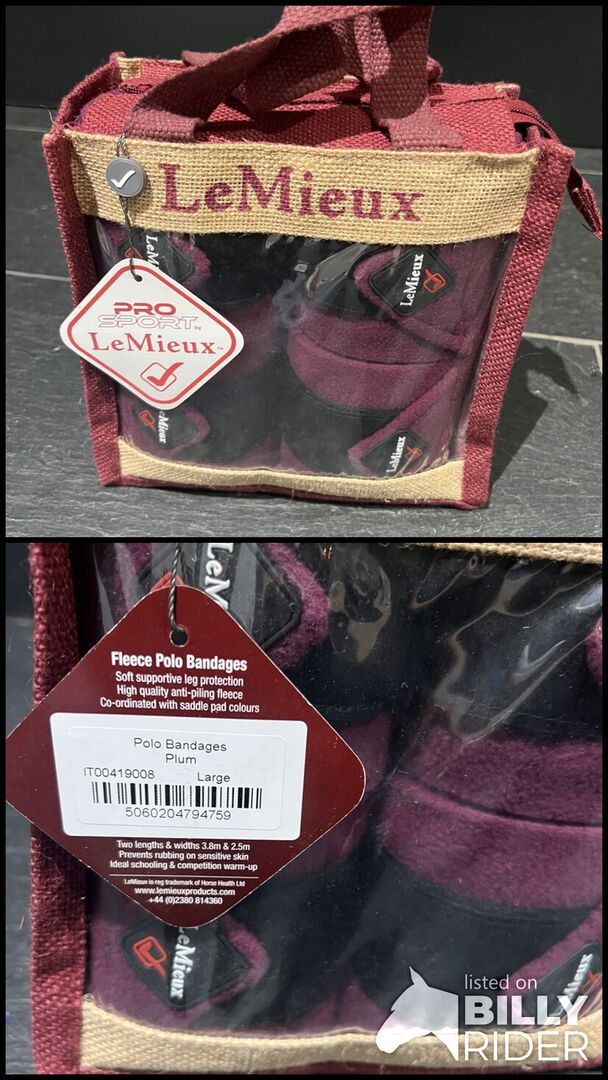 LeMieux
LeMieux
LeMieux
PRO
SPORT by
LeMieux™
LeMieux
LeMieux
Fleece Polo Bandages
Soft supportive leg protection
High quality anti-piling fleece
Co-ordinated with saddle pad colours
Polo Bandages
Plum
IT00419008 Large
5060204794759
Two lengths & widths 3.8m & 2.5m
Prevents rubbing on sensitive skin
Ideal schooling & competition warm-up
LeMieux is reg trademark of Horse Health Ltd
www.lemieuxproducts.com
+44 (0)2380 814360
LeMieux
LeMieux
listed on
BILLY
RIDER